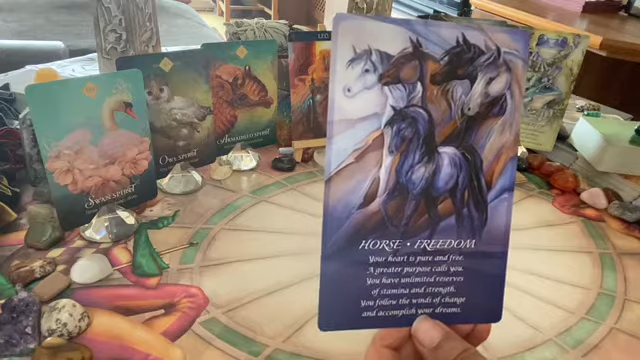 SWAN SPIRIT
OWL SPIRIT
ARMADILLO SPIRIT
LEO
HORSE • FREEDOM
Your heart is pure and free.
A greater purpose calls you.
You have unlimited reserves
of stamina and strength.
You follow the winds of change
and accomplish your dreams.